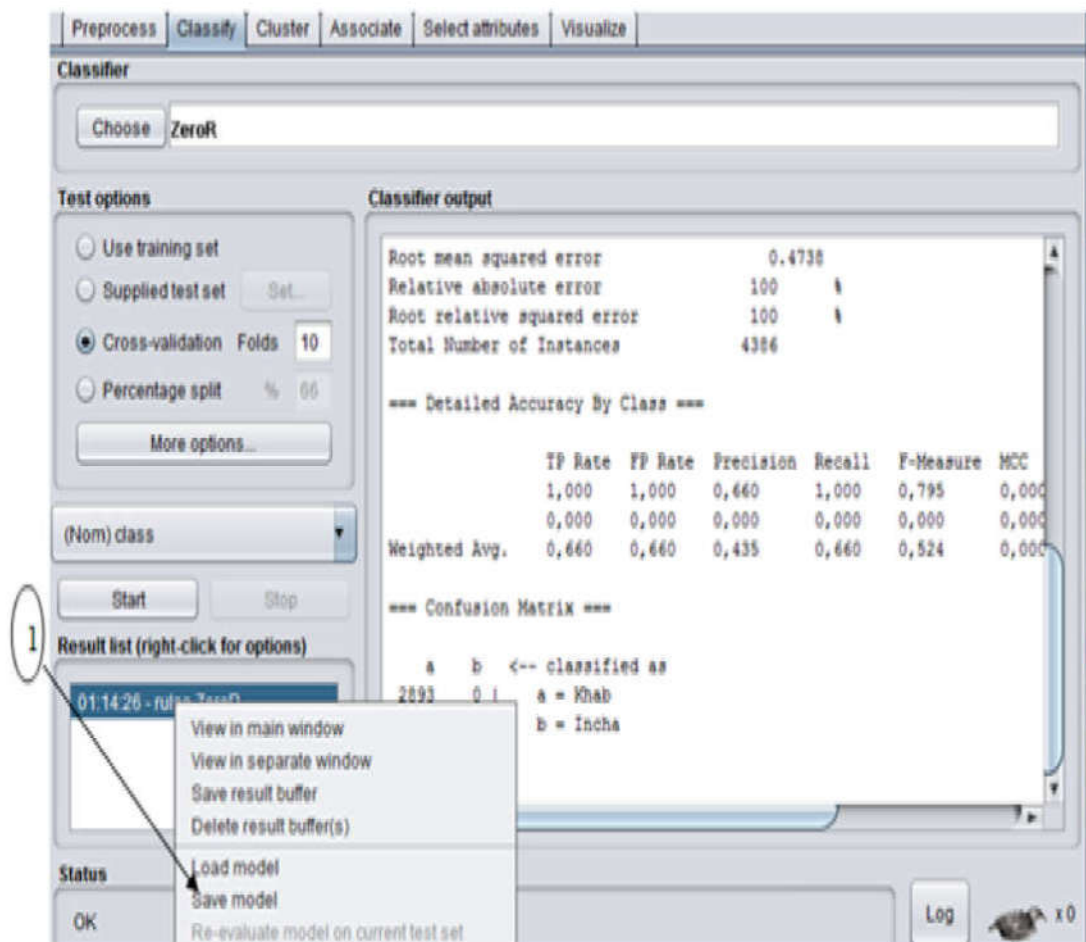 Preprocess Classify Cluster Associate Select attributes Visualize
Classifier
Choose ZeroR
Test options
Use training set
Supplied test set Set...
Cross-validation Folds 10
Percentage split % 66
More options...
(Nom) class
Start Stop
1
Result list (right-click for options)
01:14:26 - rules.ZeroR
View in main window
View in separate window
Save result buffer
Delete result buffer(s)
Load model
Save model
Re-evaluate model on current test set
Classifier output
Root mean squared error 0.4738
Relative absolute error 100 %
Root relative squared error 100 %
Total Number of Instances 4386
=== Detailed Accuracy By Class ===
TP Rate FP Rate Precision Recall F-Measure MCC
1,000 1,000 0,660 1,000 0,795 0,000
0,000 0,000 0,000 0,000 0,000 0,000
Weighted Avg. 0,660 0,660 0,435 0,660 0,524 0,000
=== Confusion Matrix ===
a b <-- classified as
2893 0 | a = Khab
b = Incha
Status
OK
Log x 0